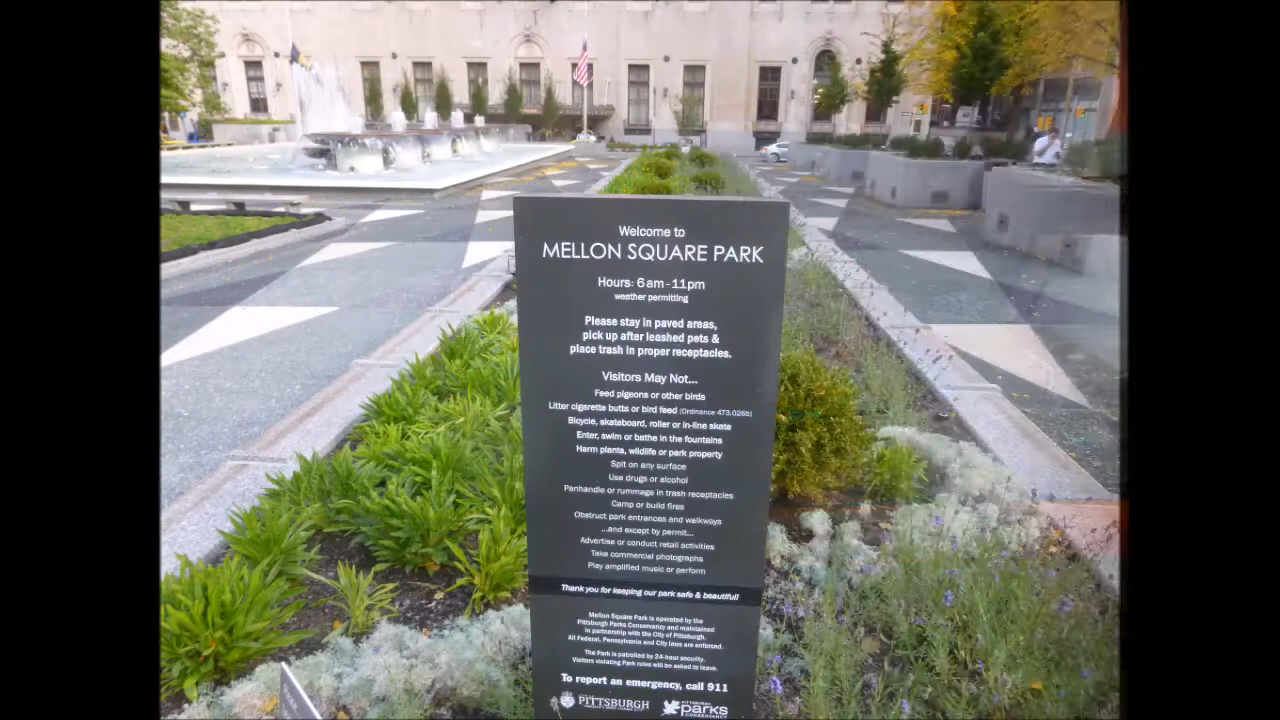 Welcome to
MELLON SQUARE PARK
Hours: 6am-11pm
weather permitting
Please stay in paved areas,
pick up after leashed pets &
place trash in proper receptacles.
Visitors May Not...
Feed pigeons or other birds
Litter cigarette butts or bird feed (Ordinance 473.026b)
Bicycle, skateboard, roller or in-line skate
Enter, swim or bathe in the fountains
Harm plants, wildlife or park property
Spit on any surface
Use drugs or alcohol
Panhandle or rummage in trash receptacles
Camp or build fires
Obstruct park entrances and walkways
...and except by permit...
Advertise or conduct retail activities
Take commercial photographs
Play amplified music or perform
Thank you for keeping our park safe & beautiful!
Mellon Square Park is operated by the
Pittsburgh Parks Conservancy and maintained
in partnership with the City of Pittsburgh.
All Federal, Pennsylvania and City laws are enforced.
The Park is patrolled by 24-hour security.
Visitors violating Park rules will be asked to leave.
To report an emergency, call 911
PITTSBURGH
PITTSBURGH
parks
CONSERVANCY